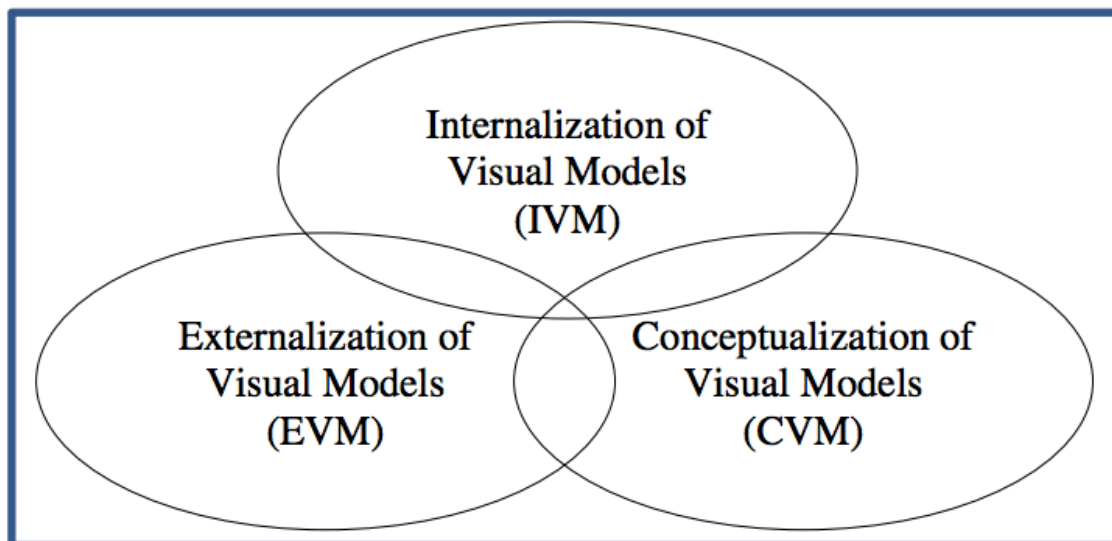 Internalization of
Visual Models
(IVM)
Externalization of
Visual Models
(EVM)
Conceptualization of
Visual Models
(CVM)